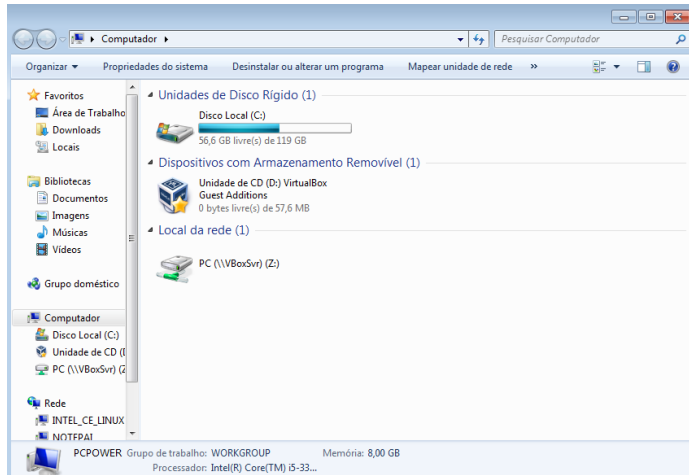 Computador
Pesquisar Computador
Organizar
Propriedades do sistema
Desinstalar ou alterar um programa
Mapear unidade de rede
»
Favoritos
Área de Trabalho
Downloads
Locais
Bibliotecas
Documentos
Imagens
Músicas
Vídeos
Grupo doméstico
Computador
Disco Local (C:)
Unidade de CD (D
PC (\\VBoxSvr) (Z
Rede
INTEL_CE_LINUX
NOTEPAI
Unidades de Disco Rígido (1)
Disco Local (C:)
56,6 GB livre(s) de 119 GB
Dispositivos com Armazenamento Removível (1)
Unidade de CD (D:) VirtualBox
Guest Additions
0 bytes livre(s) de 57,6 MB
Local da rede (1)
PC (\\VBoxSvr) (Z:)
PCPOWER Grupo de trabalho: WORKGROUP Memória: 8,00 GB
Processador: Intel(R) Core(TM) i5-33...